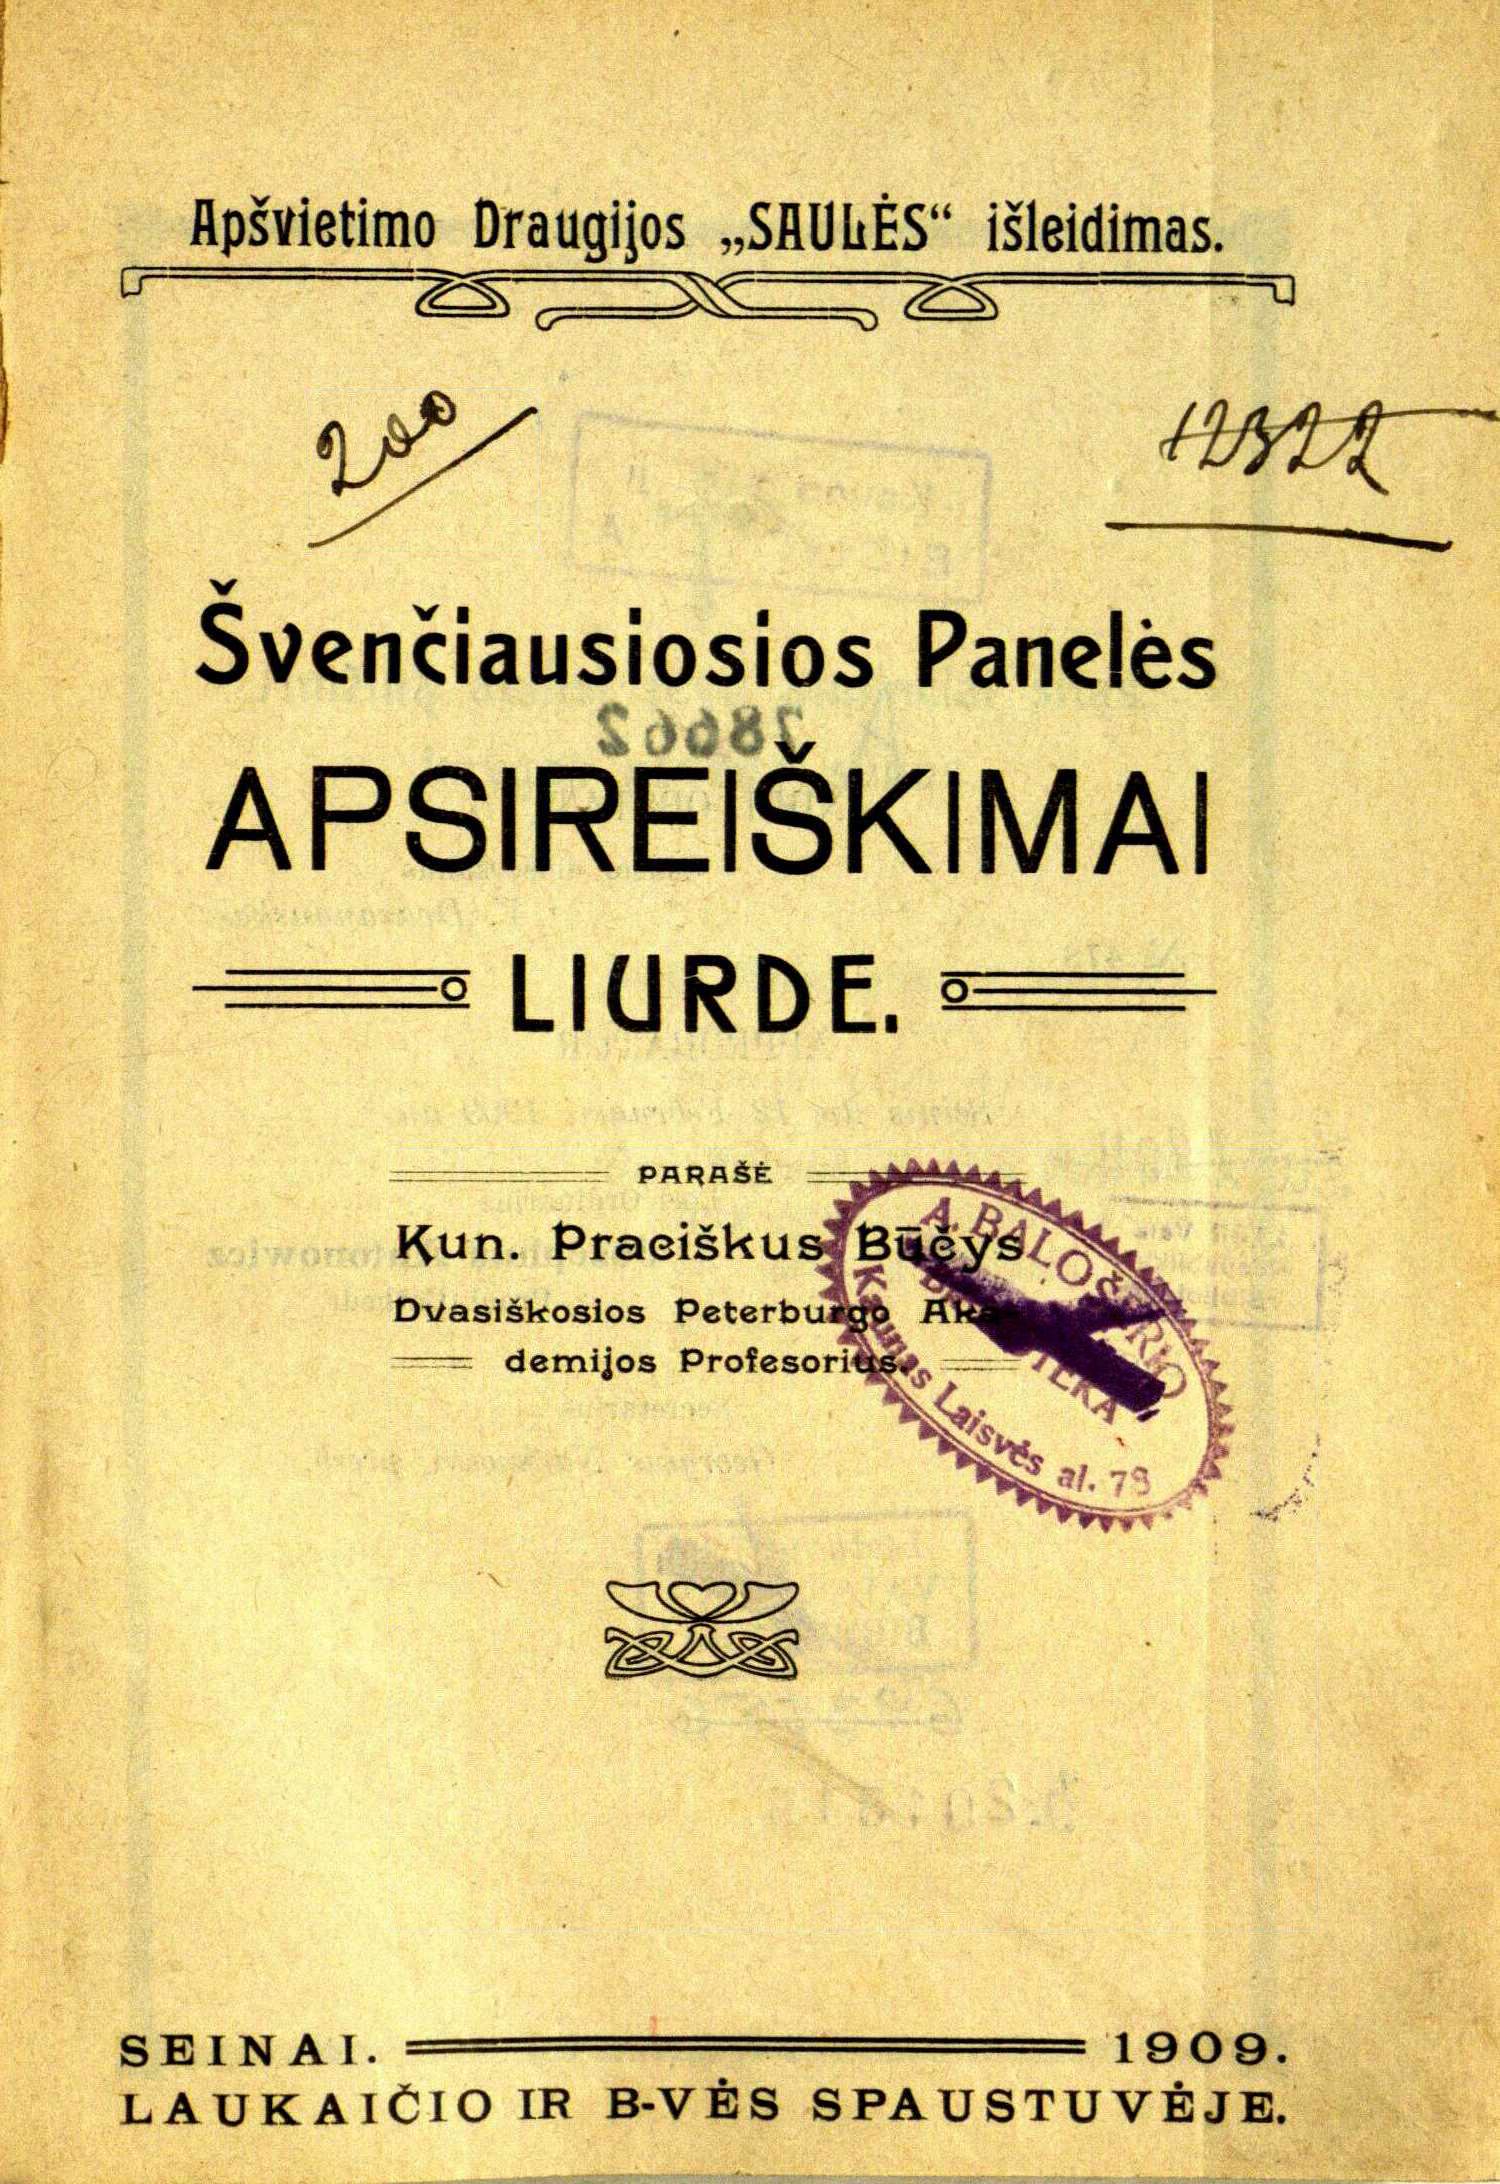 Apšvietimo Draugijos „SAULĖS“ išleidimas.
200
12322
Švenčiausiosios Panelės
APSIREIŠKIMAI
LIURDE.
PARAŠĖ
Kun. Praciškus Būčys
Dvasiškosios Peterburgo Aka-
demijos Profesorius.
Kaunas Laisvės al.
SEINAI. 1909.
LAUKAIČIO IR B-VĖS SPAUSTUVĖJE.